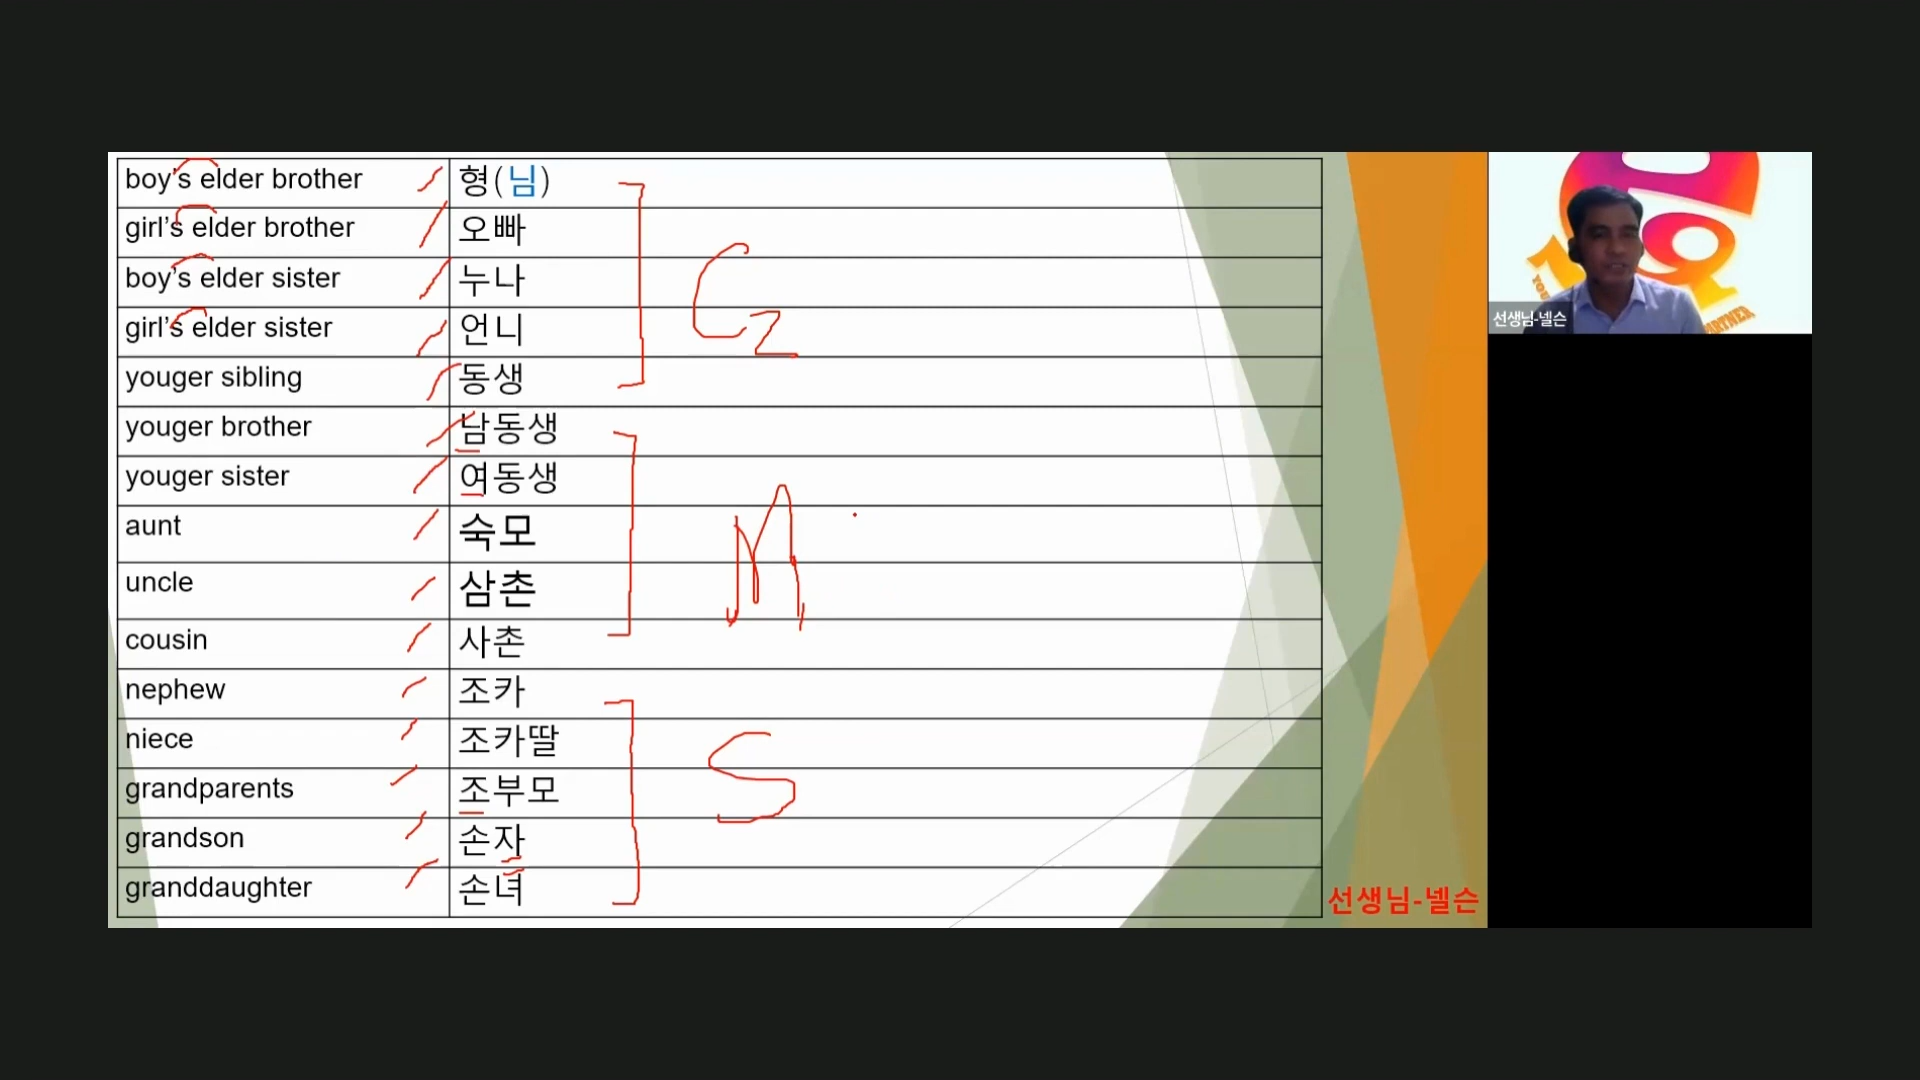 boy's elder brother 형(님)
girl's elder brother 오빠
boy's elder sister 누나
girl's elder sister 언니
youger sibling 동생
youger brother 남동생
youger sister 여동생
aunt 숙모
uncle 삼촌
cousin 사촌
nephew 조카
niece 조카딸
grandparents 조부모
grandson 손자
granddaughter 손녀
M
S
선생님-넬슨
선생님-넬슨